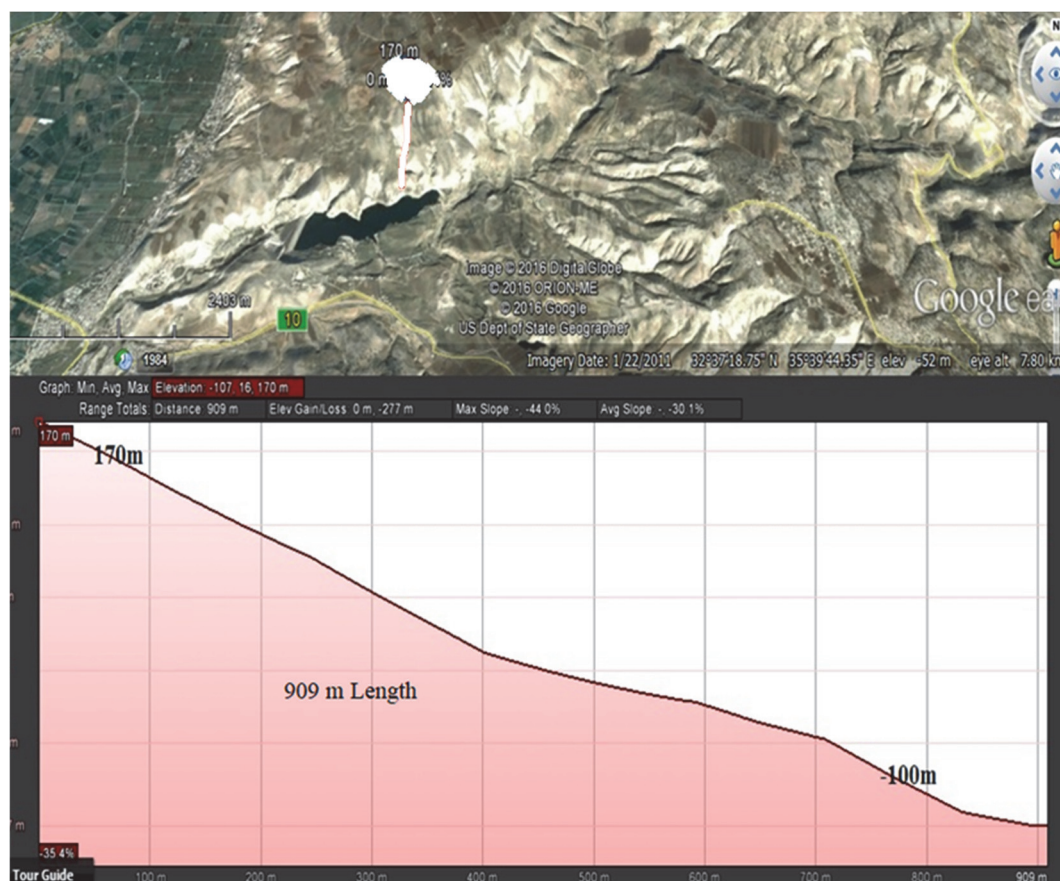 N
170 m
0 m
%
2403 m
10
1984
Image © 2016 DigitalGlobe
© 2016 ORION-ME
© 2016 Google
US Dept of State Geographer
Google ea
Imagery Date: 1/22/2011 32°37'18.75" N 35°39'44.35" E elev -52 m eye alt 7.80 km
Graph: Min, Avg, Max Elevation: -107, 16, 170 m
Range Totals: Distance: 909 m Elev Gain/Loss: 0 m, -277 m Max Slope: -, -44.0% Avg Slope: -, -30.1%
m
170 m
170m
m
909 m Length
m
-100m
m
-35.4%
Tour Guide 100 m 200 m 300 m 400 m 500 m 600 m 700 m 800 m 909 m